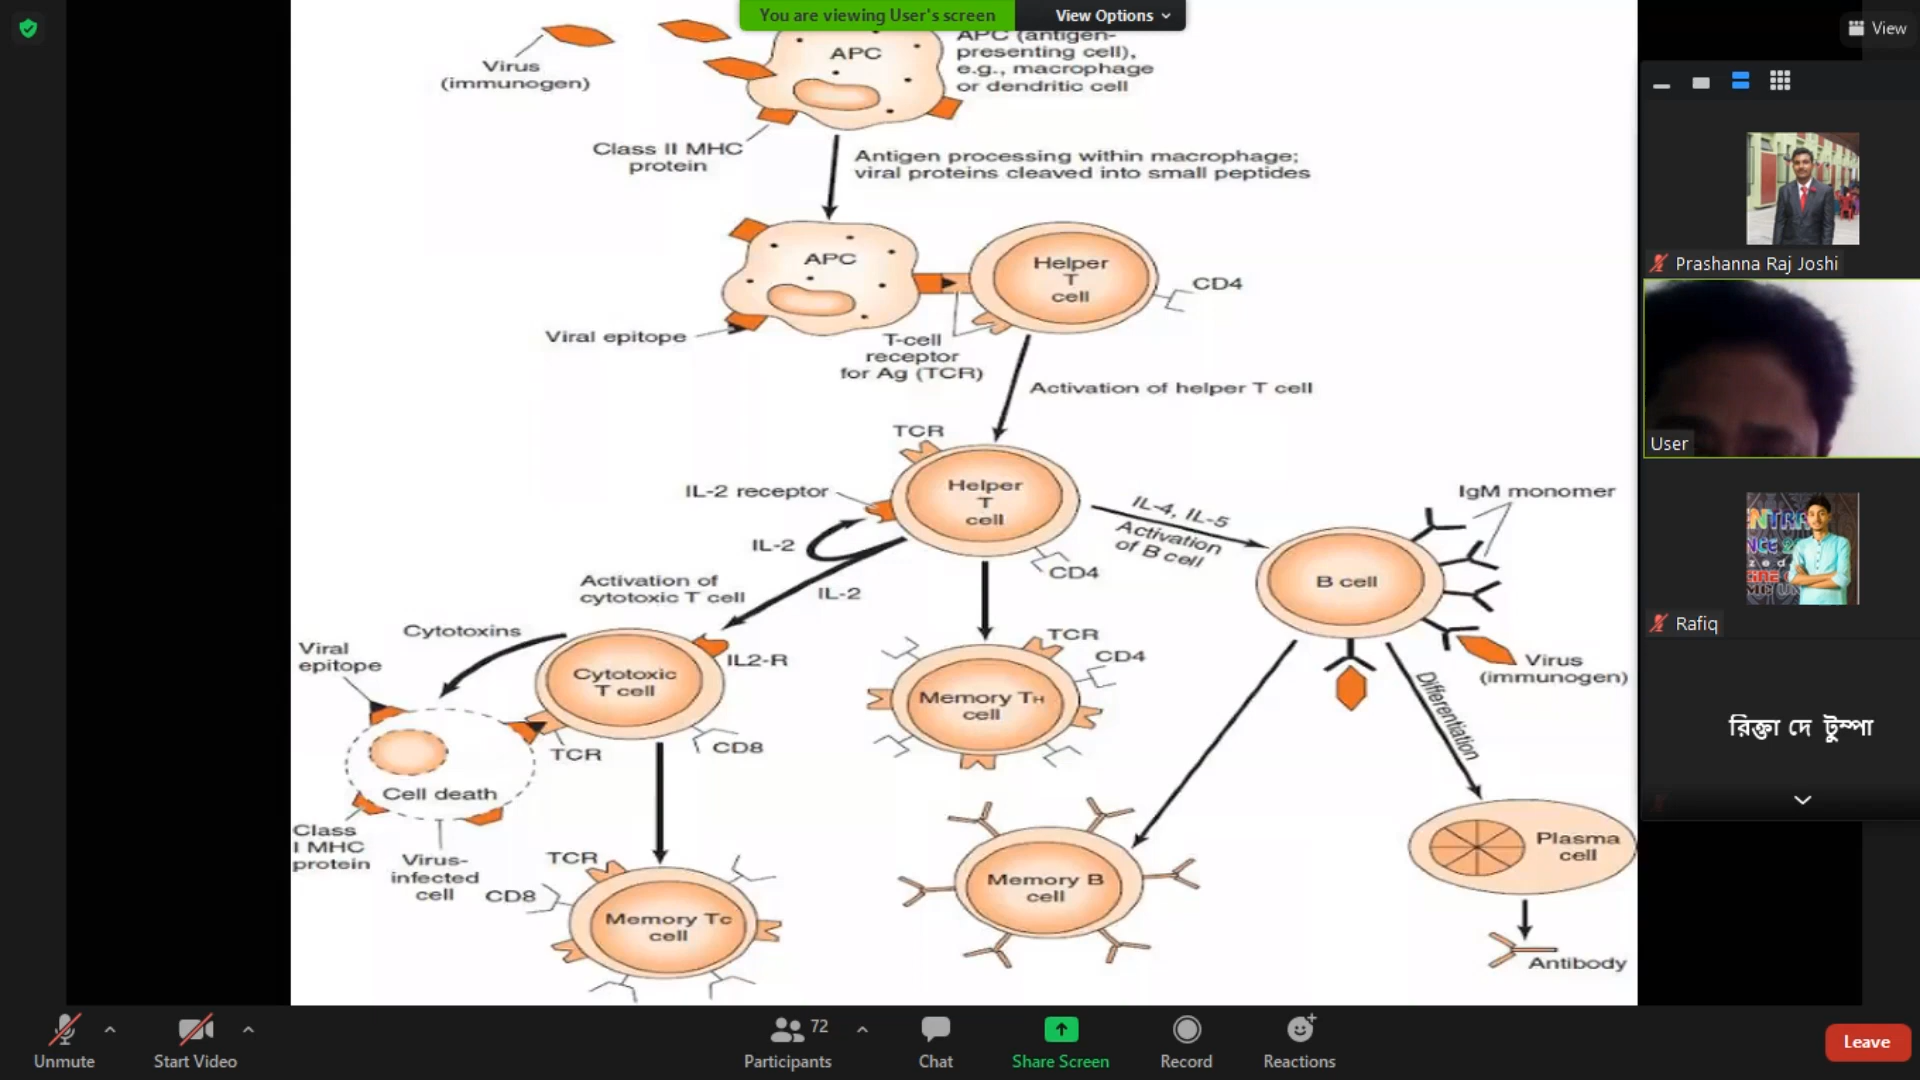 You are viewing User's screen
View Options
View
APC
APC (antigen-
presenting cell),
e.g., macrophage
or dendritic cell
Virus
(immunogen)
Class II MHC
protein
Antigen processing within macrophage;
viral proteins cleaved into small peptides
APC
Helper
T
cell
CD4
Viral epitope
T-cell
receptor
for Ag (TCR)
Activation of helper T cell
TCR
IL-2 receptor
Helper
T
cell
IL-4, IL-5
Activation
of B cell
IgM monomer
IL-2
CD4
B cell
Activation of
cytotoxic T cell
IL-2
Cytotoxins
Viral
epitope
IL2-R
Cytotoxic
T cell
TCR
CD4
Memory TH
cell
Virus
(immunogen)
Differentiation
TCR
CD8
Cell death
Class
I MHC
protein
Virus-
infected
cell
TCR
CD8
Memory TC
cell
Memory B
cell
Plasma
cell
Antibody
Prashanna Raj Joshi
User
NTRA
NCE 2
zed
CINE
Rafiq
রিক্তা দে টুম্পা
Unmute
Start Video
72
Participants
Chat
Share Screen
Record
Reactions
Leave